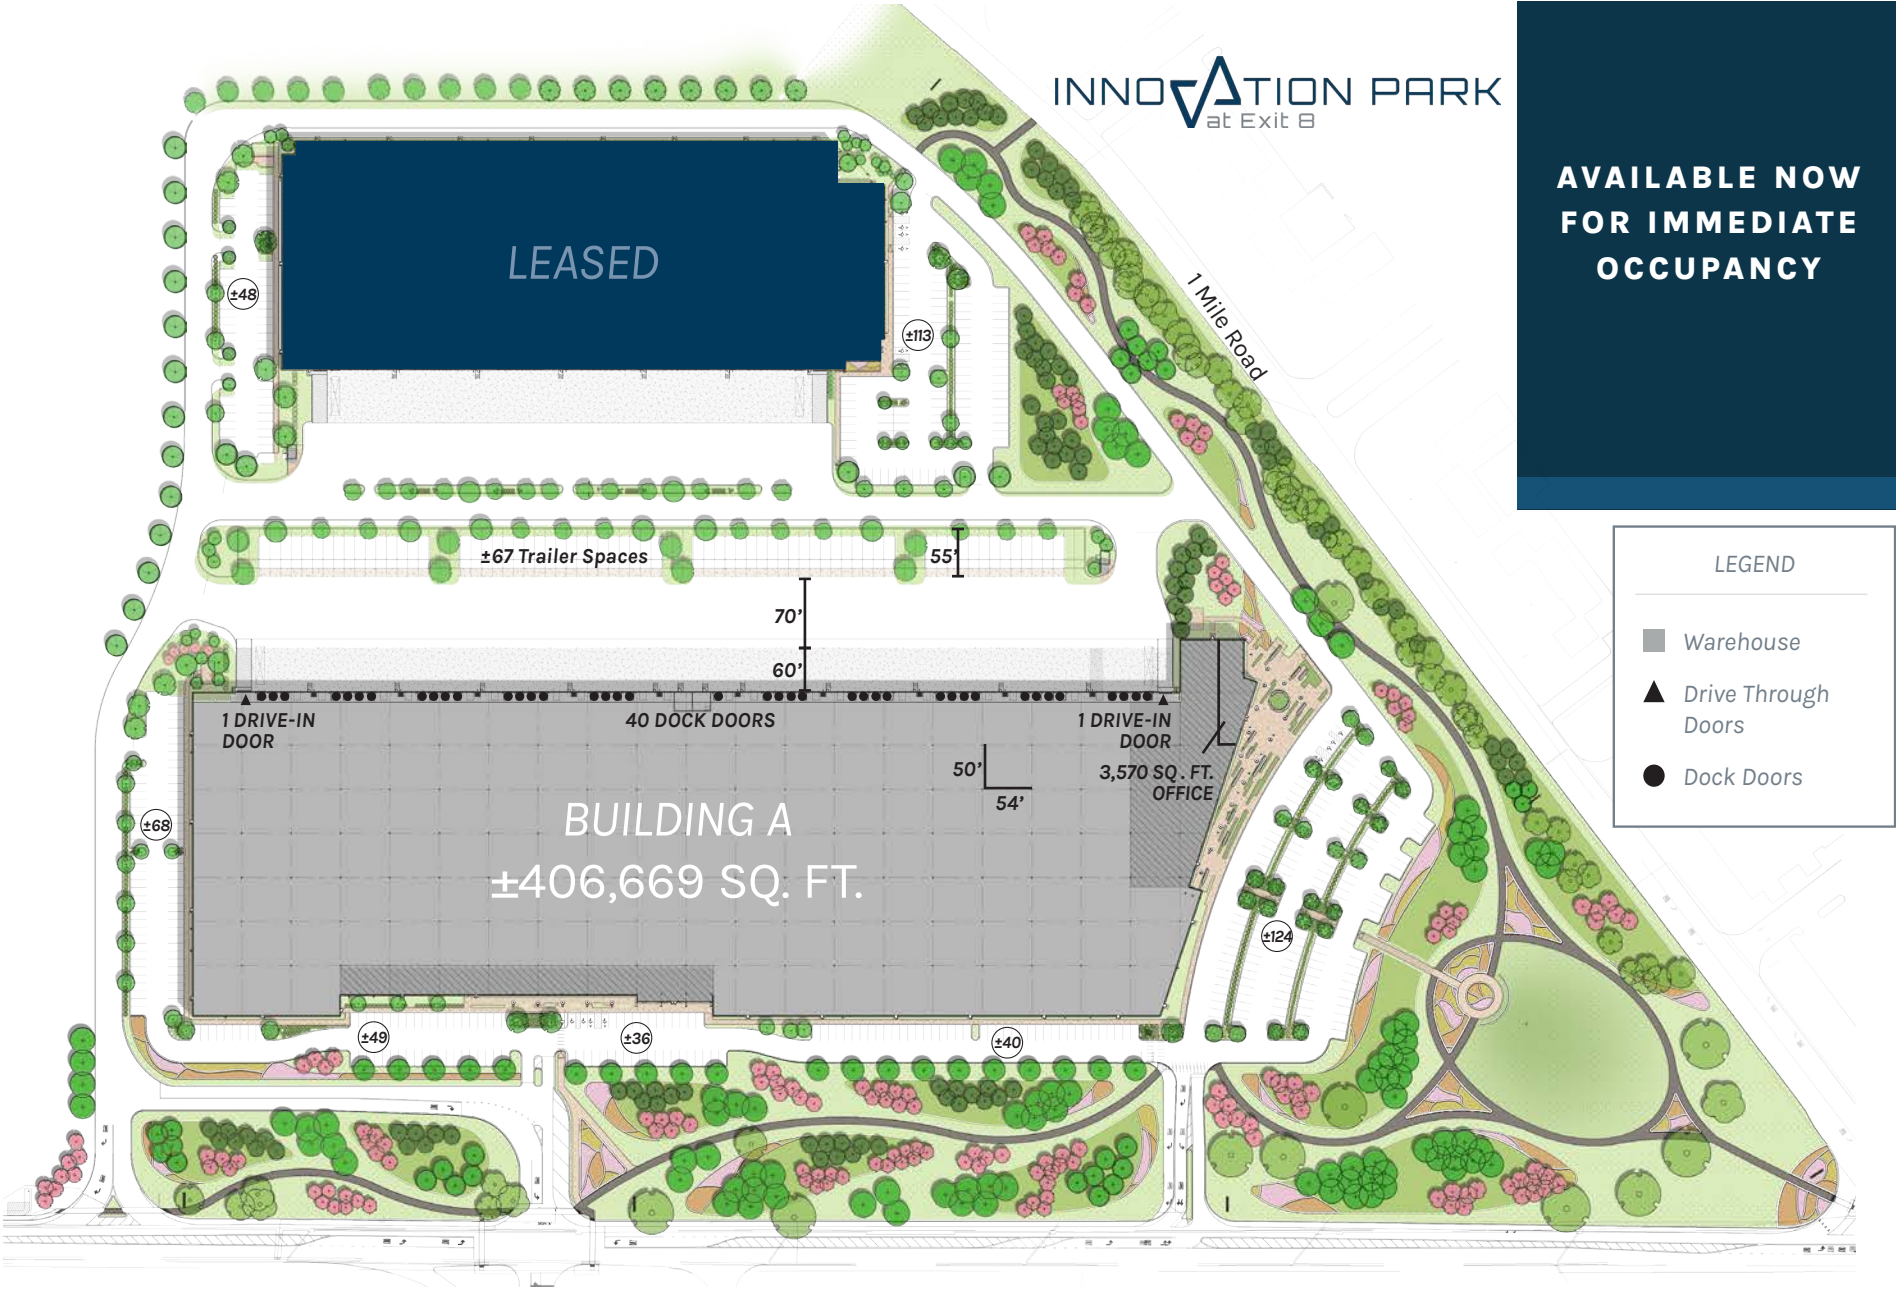 INNOVATION PARK
at Exit 8
AVAILABLE NOW
FOR IMMEDIATE
OCCUPANCY
LEASED
±48
±113
1 Mile Road
±67 Trailer Spaces
55’
70’
60’
1 DRIVE-IN
DOOR
40 DOCK DOORS
1 DRIVE-IN
DOOR
3,570 SQ. FT.
OFFICE
50’
54’
BUILDING A
±406,669 SQ. FT.
±68
±124
±49
±36
±40
LEGEND
Warehouse
Drive Through
Doors
Dock Doors